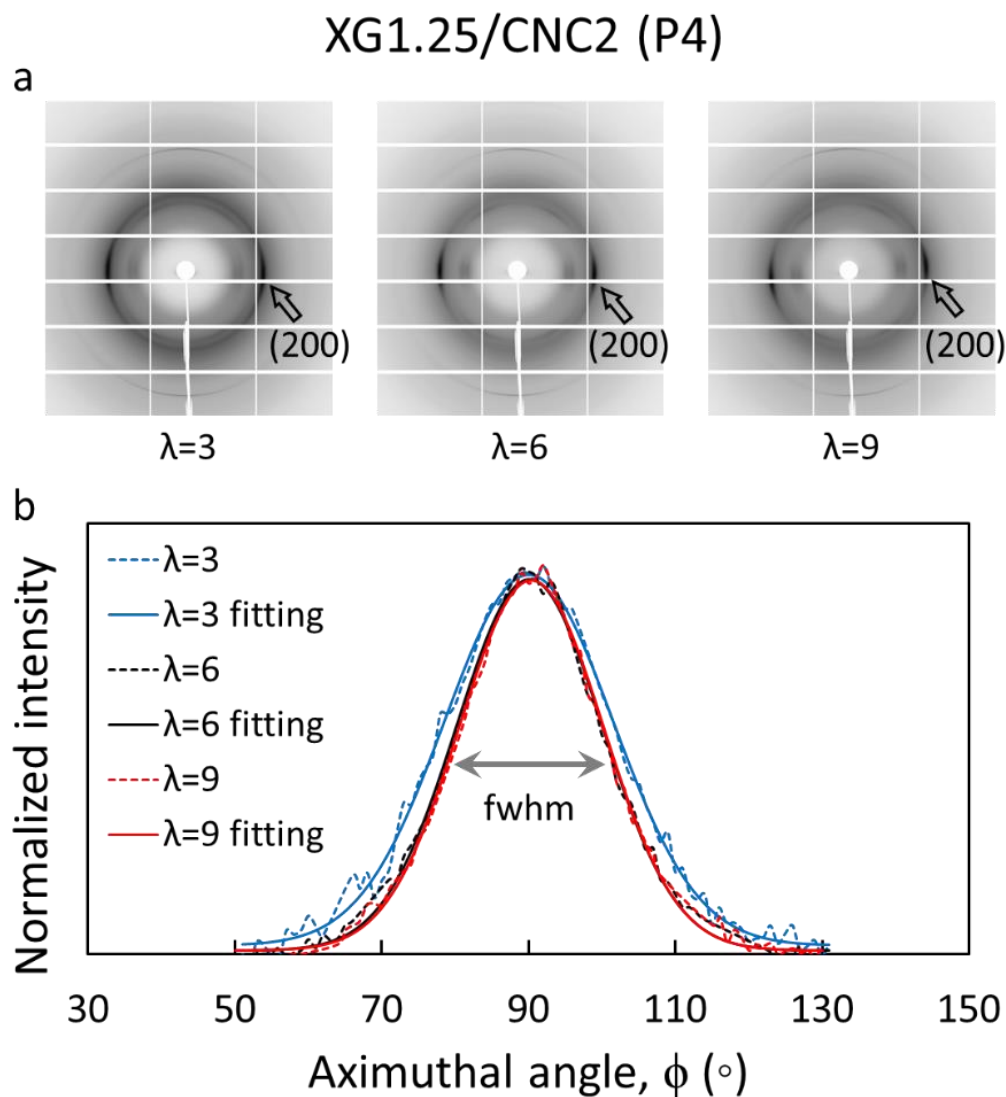 XG1.25/CNC2 (P4)
a
(200) (200) (200)
λ=3 λ=6 λ=9
b
Normalized intensity
λ=3
λ=3 fitting
λ=6
λ=6 fitting
λ=9
λ=9 fitting
fwhm
30 50 70 90 110 130 150
Aximuthal angle, ϕ (◦)